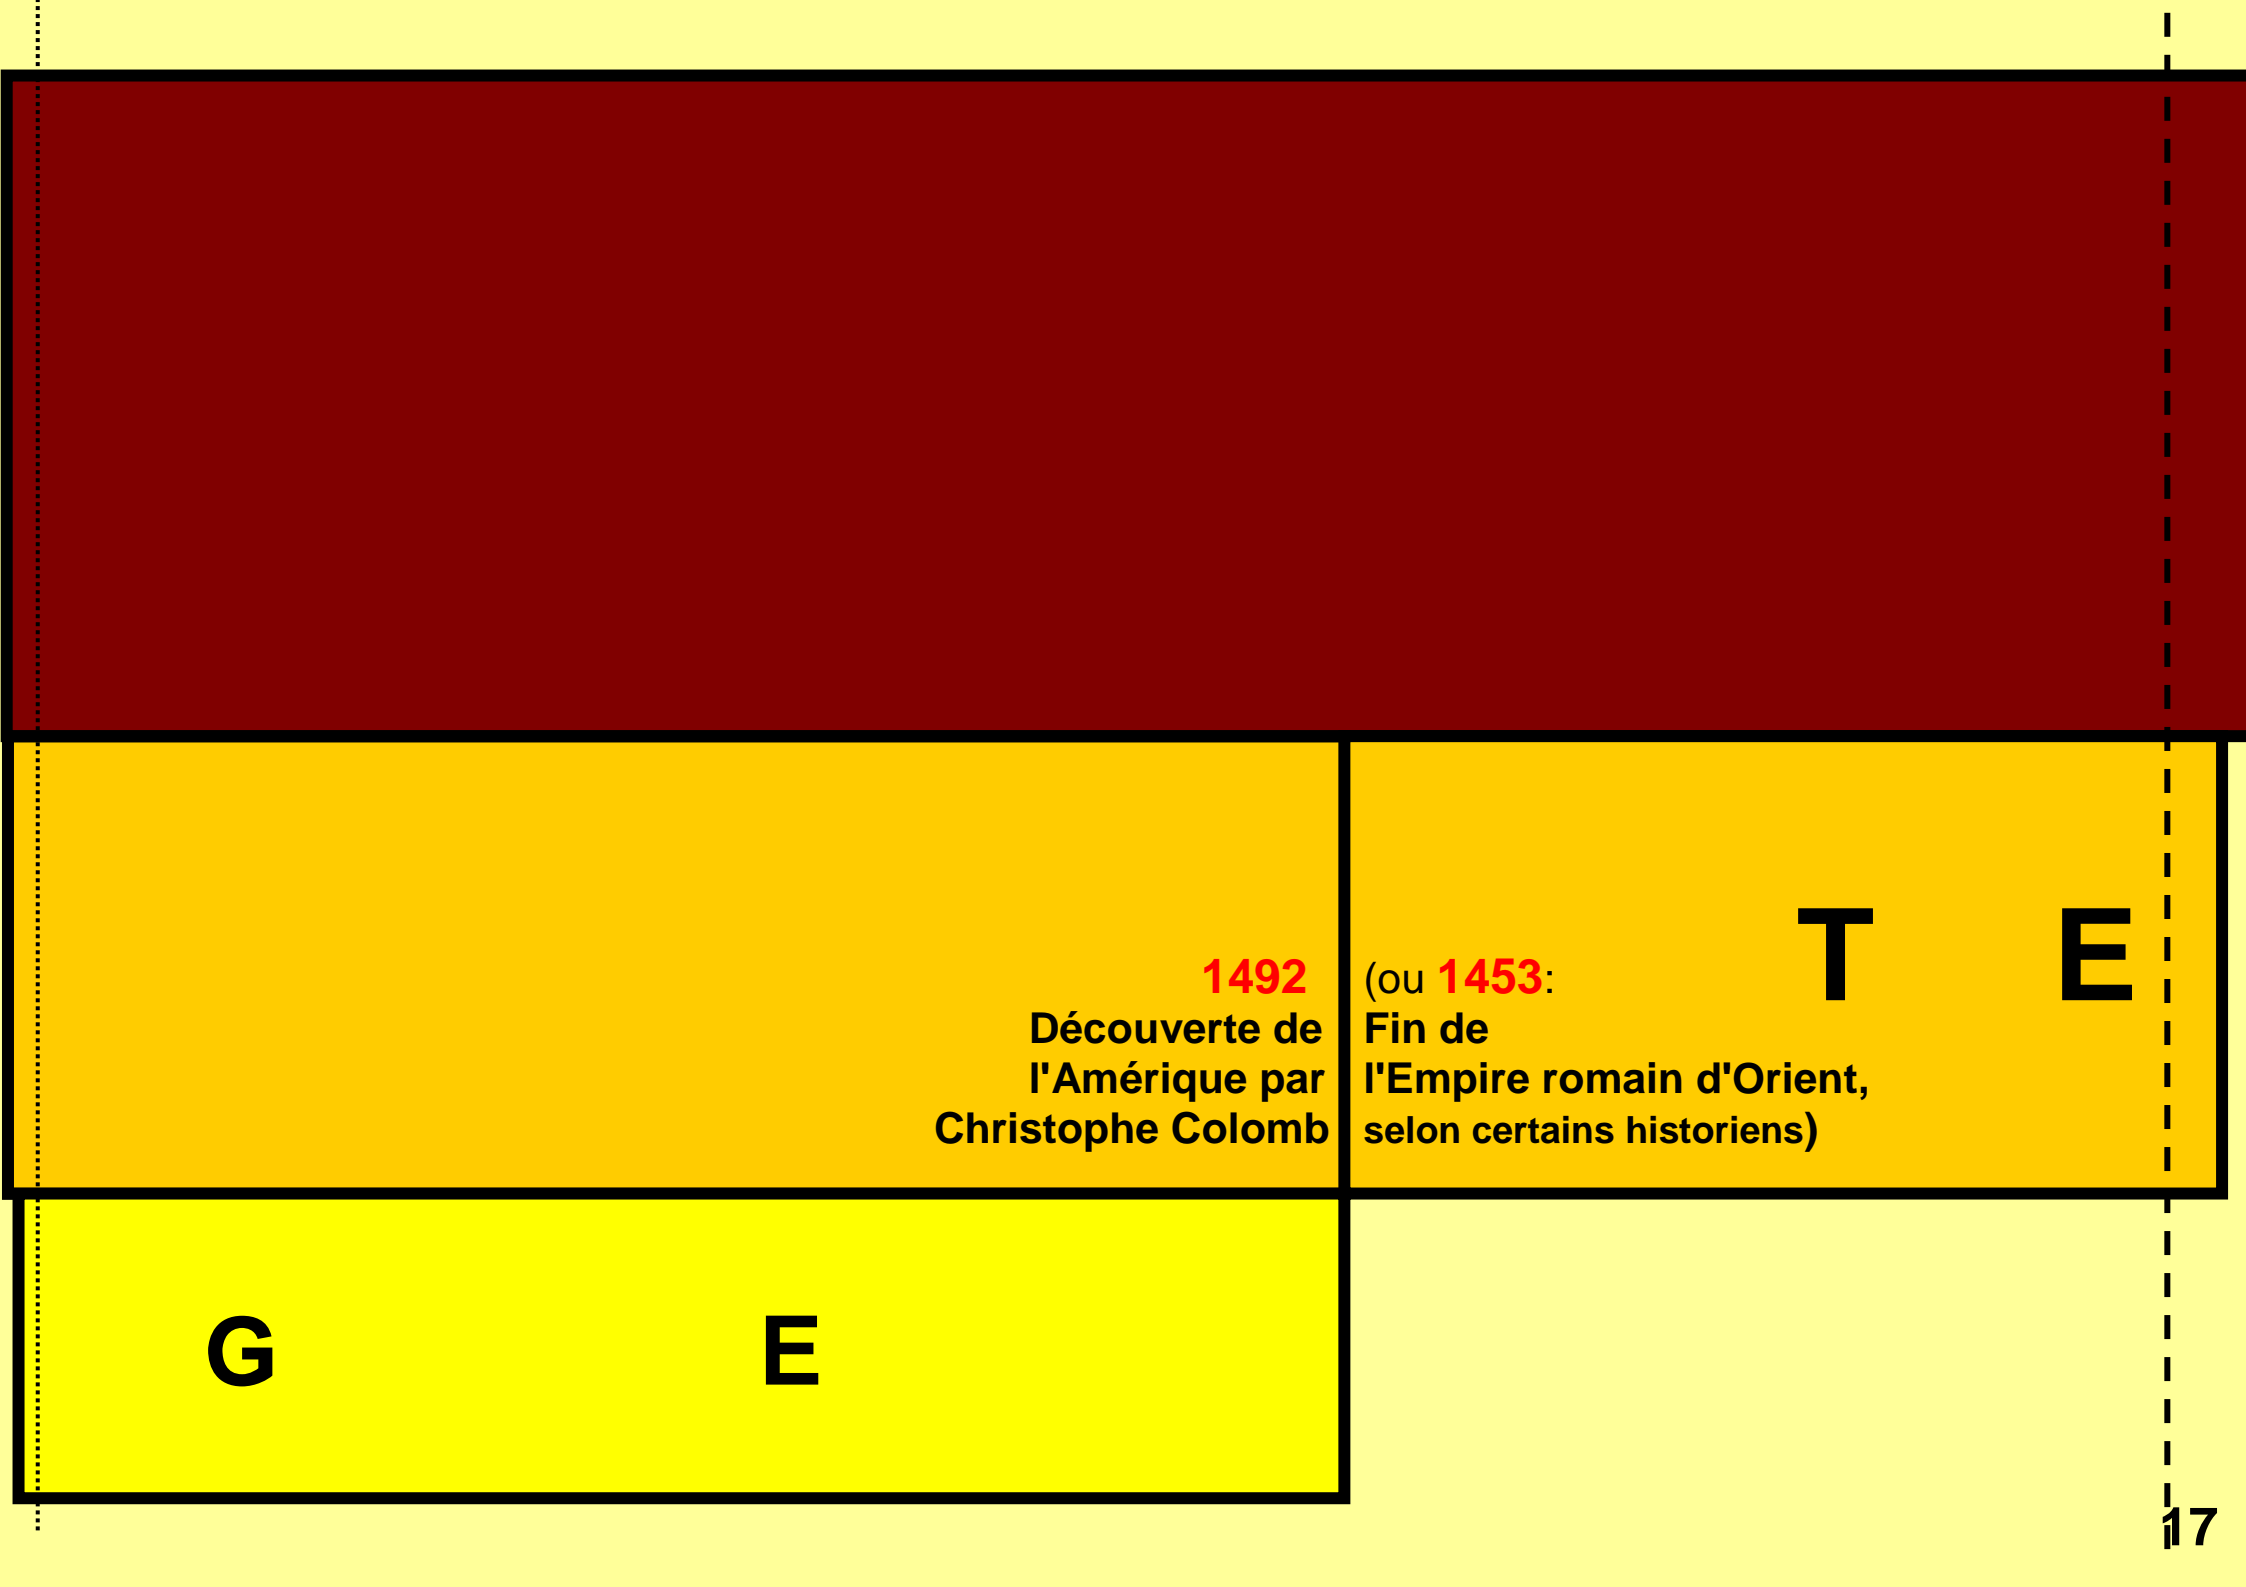 T E
1492
Découverte de
l'Amérique par
Christophe Colomb
(ou 1453:
Fin de
l'Empire romain d'Orient,
selon certains historiens)
G E
17